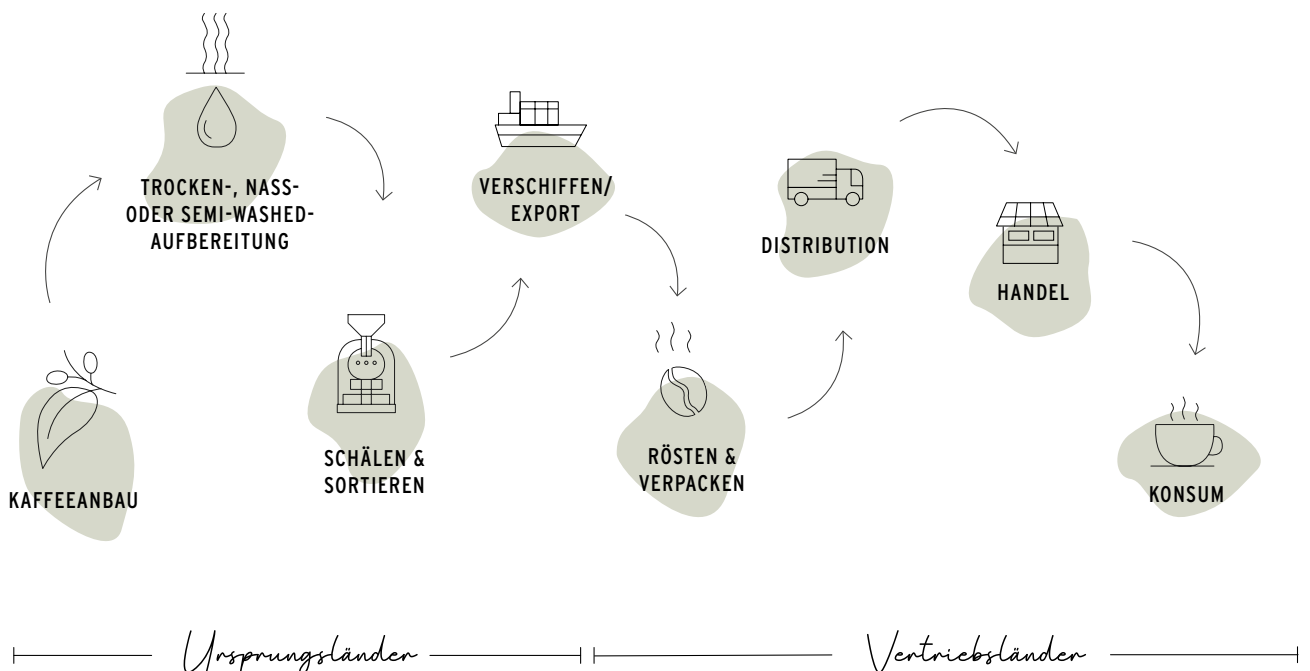 KAFFEEANBAU
TROCKEN-, NASS-
ODER SEMI-WASHED-
AUFBEREITUNG
SCHÄLEN &
SORTIEREN
VERSCHIFFEN/
EXPORT
RÖSTEN &
VERPACKEN
DISTRIBUTION
HANDEL
KONSUM
Ursprungsländer
Vertriebsländer